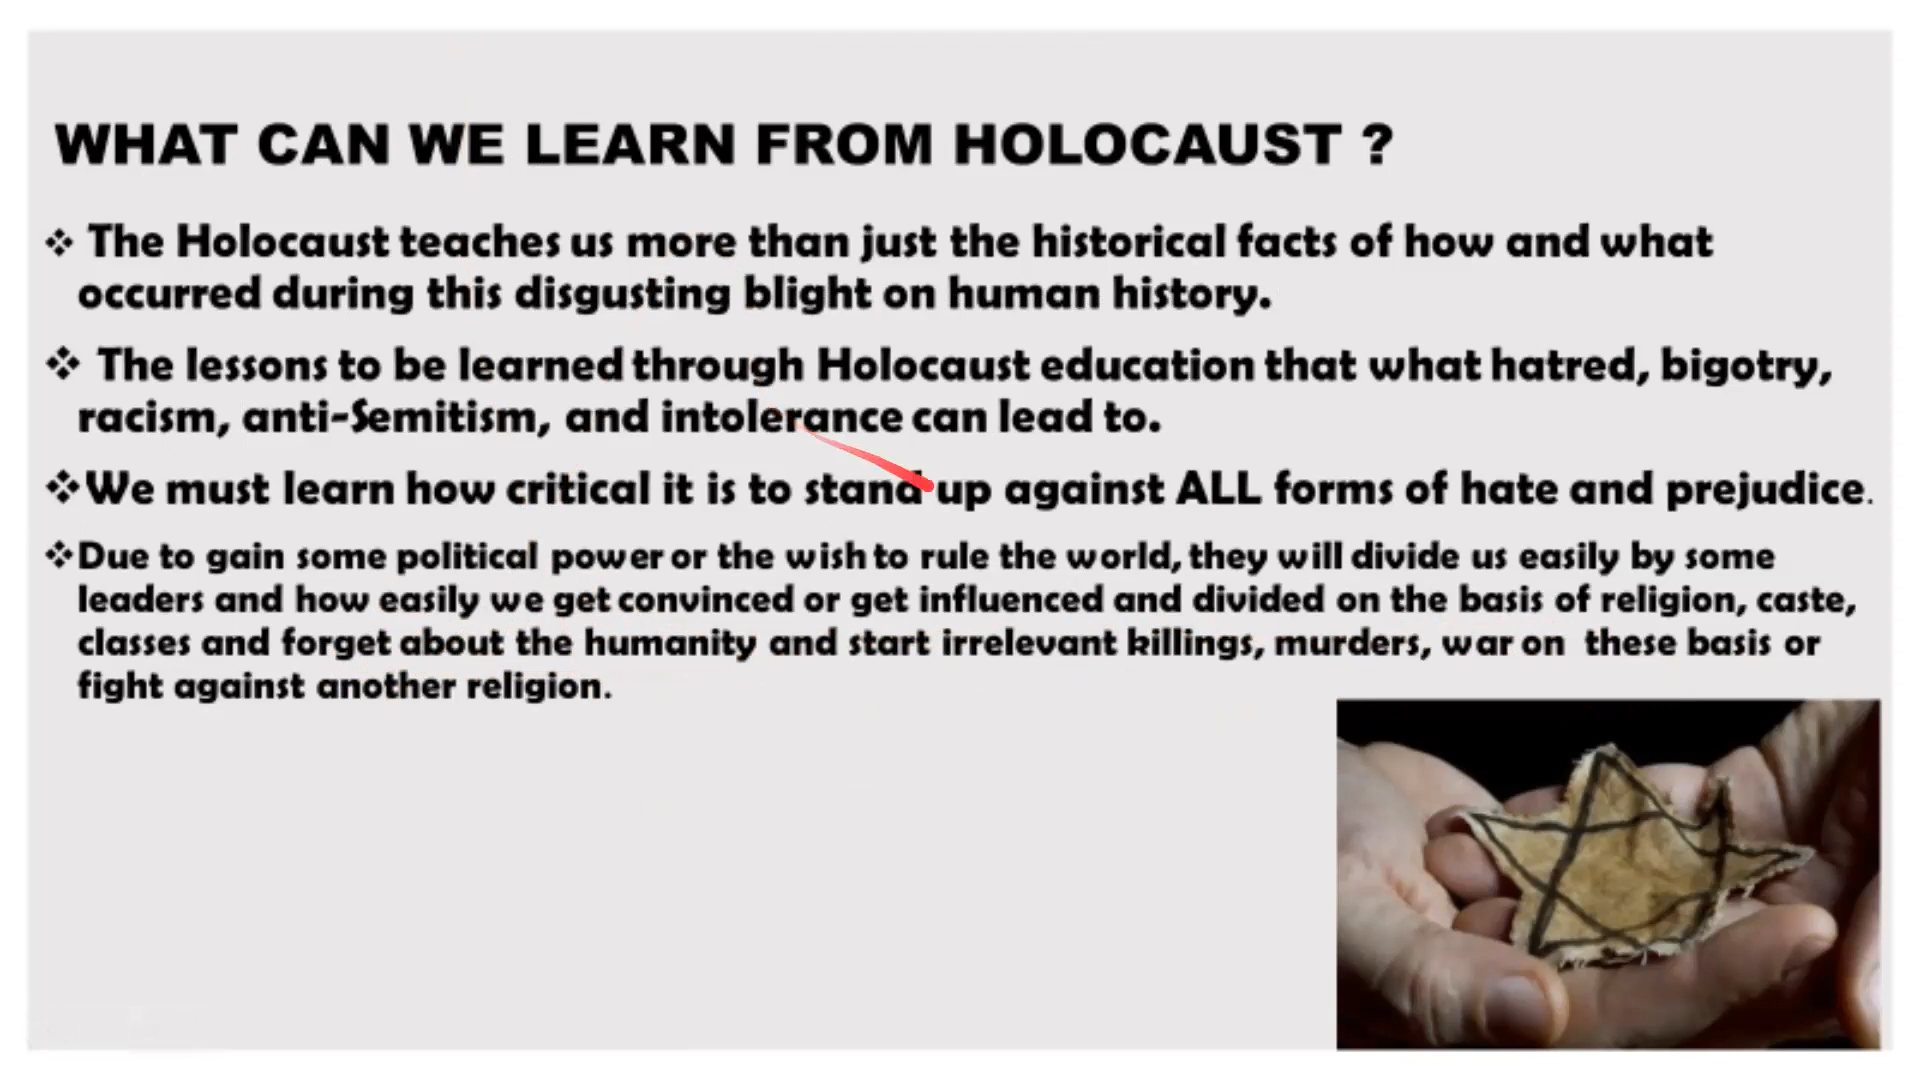 WHAT CAN WE LEARN FROM HOLOCAUST ?
❖ The Holocaust teaches us more than just the historical facts of how and what
occurred during this disgusting blight on human history.
❖ The lessons to be learned through Holocaust education that what hatred, bigotry,
racism, anti-Semitism, and intolerance can lead to.
❖We must learn how critical it is to stand up against ALL forms of hate and prejudice.
❖Due to gain some political power or the wish to rule the world, they will divide us easily by some
leaders and how easily we get convinced or get influenced and divided on the basis of religion, caste,
classes and forget about the humanity and start irrelevant killings, murders, war on these basis or
fight against another religion.